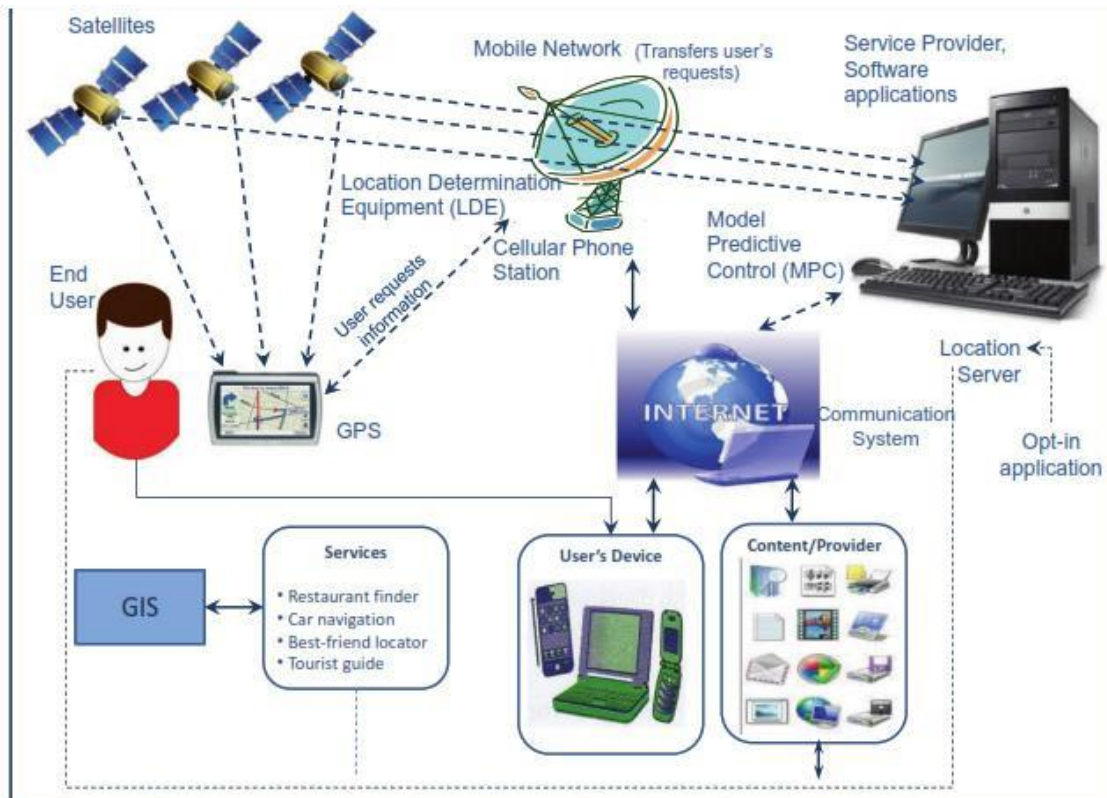 Satellites
Mobile Network (Transfers user's
requests)
Service Provider,
Software
applications
Location Determination
Equipment (LDE)
Cellular Phone
Station
Model
Predictive
Control (MPC)
End
User
User requests
information
GPS
INTERNET
Communication
System
Location
Server
Opt-in
application
Services
• Restaurant finder
• Car navigation
• Best-friend locator
• Tourist guide
GIS
User's Device
Content/Provider